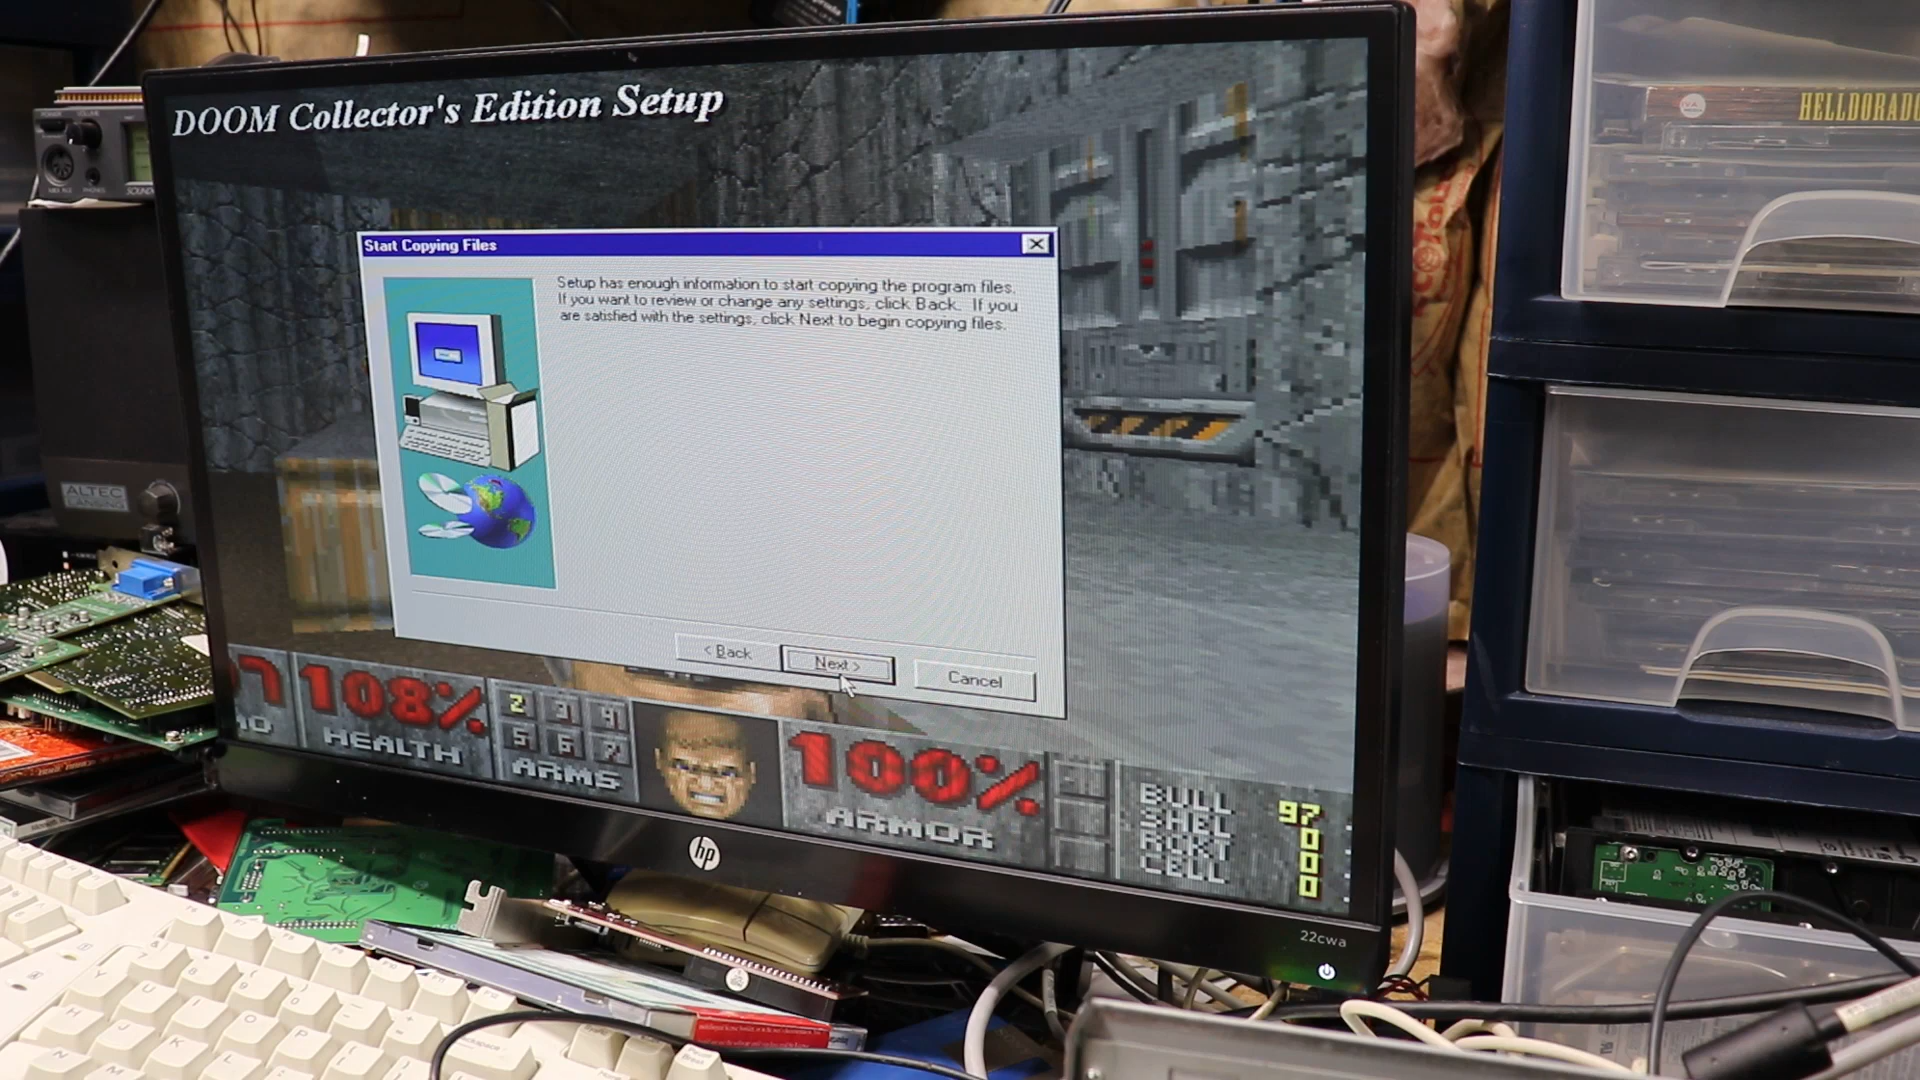 DOOM Collector's Edition Setup
Start Copying Files
Setup has enough information to start copying the program files.
If you want to review or change any settings, click Back. If you
are satisfied with the settings, click Next to begin copying files.
< Back
Next >
Cancel
108%
HEALTH
2 3 4
5 6 7
ARMS
100%
ARMOR
BULL 97
SHEL 0
RCKT 0
CELL 0
hp
22cwa
ALTEC
LANSING
HELLDORADO